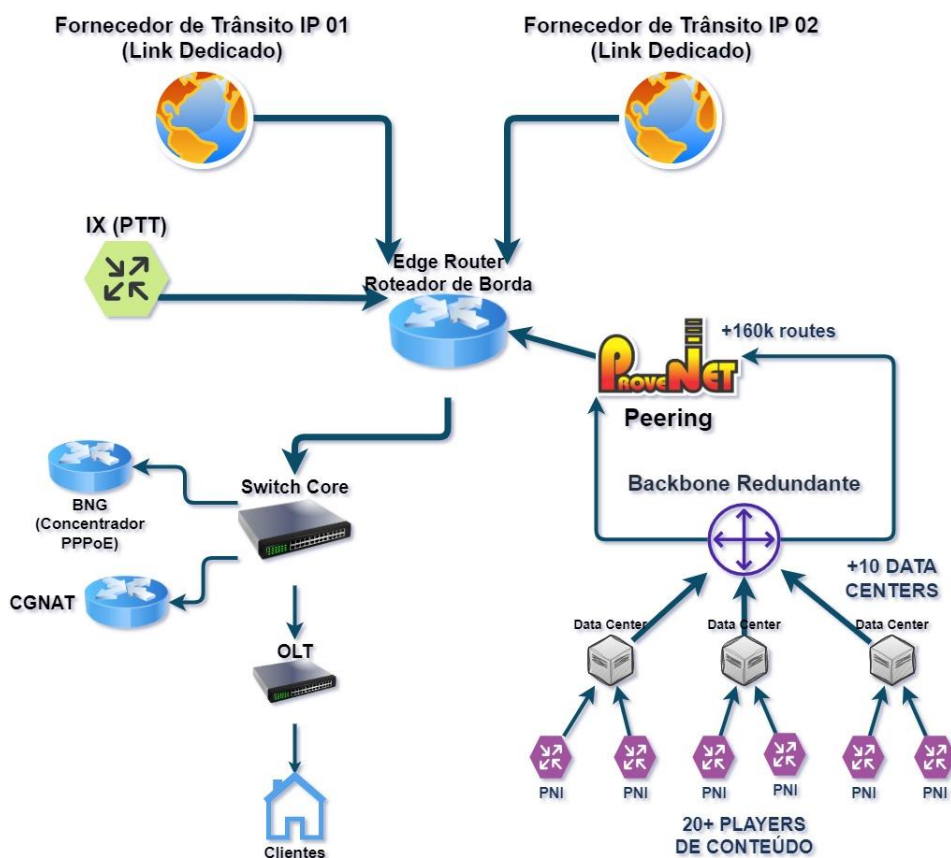 Fornecedor de Trânsito IP 01
(Link Dedicado)
Fornecedor de Trânsito IP 02
(Link Dedicado)
IX (PTT)
Edge Router
Roteador de Borda
+160k routes
PROVENET
Peering
Backbone Redundante
Switch Core
BNG
(Concentrador
PPPoE)
CGNAT
+10 DATA
CENTERS
Data Center
Data Center
Data Center
OLT
PNI
PNI
PNI
PNI
PNI
PNI
20+ PLAYERS
DE CONTEÚDO
Clientes